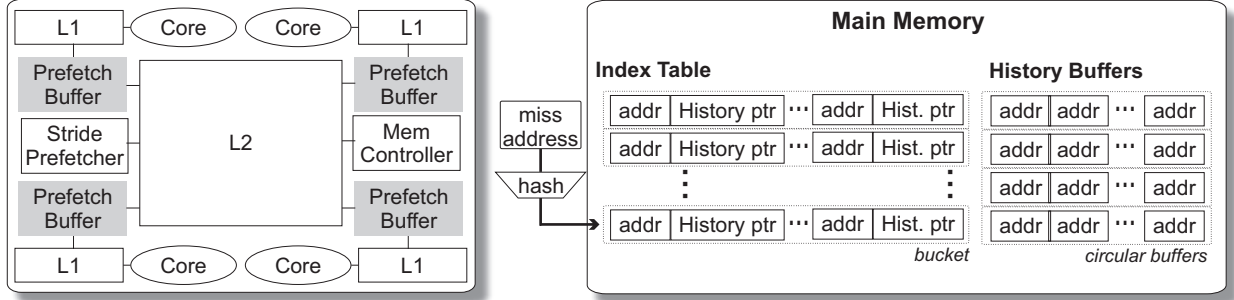 L1 Core Core L1
Prefetch
Buffer
Prefetch
Buffer
Stride
Prefetcher
L2
Mem
Controller
Prefetch
Buffer
Prefetch
Buffer
L1 Core Core L1
miss
address
hash
Main Memory
Index Table
addr History ptr ... addr Hist. ptr
addr History ptr ... addr Hist. ptr
addr History ptr ... addr Hist. ptr
bucket
History Buffers
addr addr ... addr
addr addr ... addr
addr addr ... addr
addr addr ... addr
circular buffers